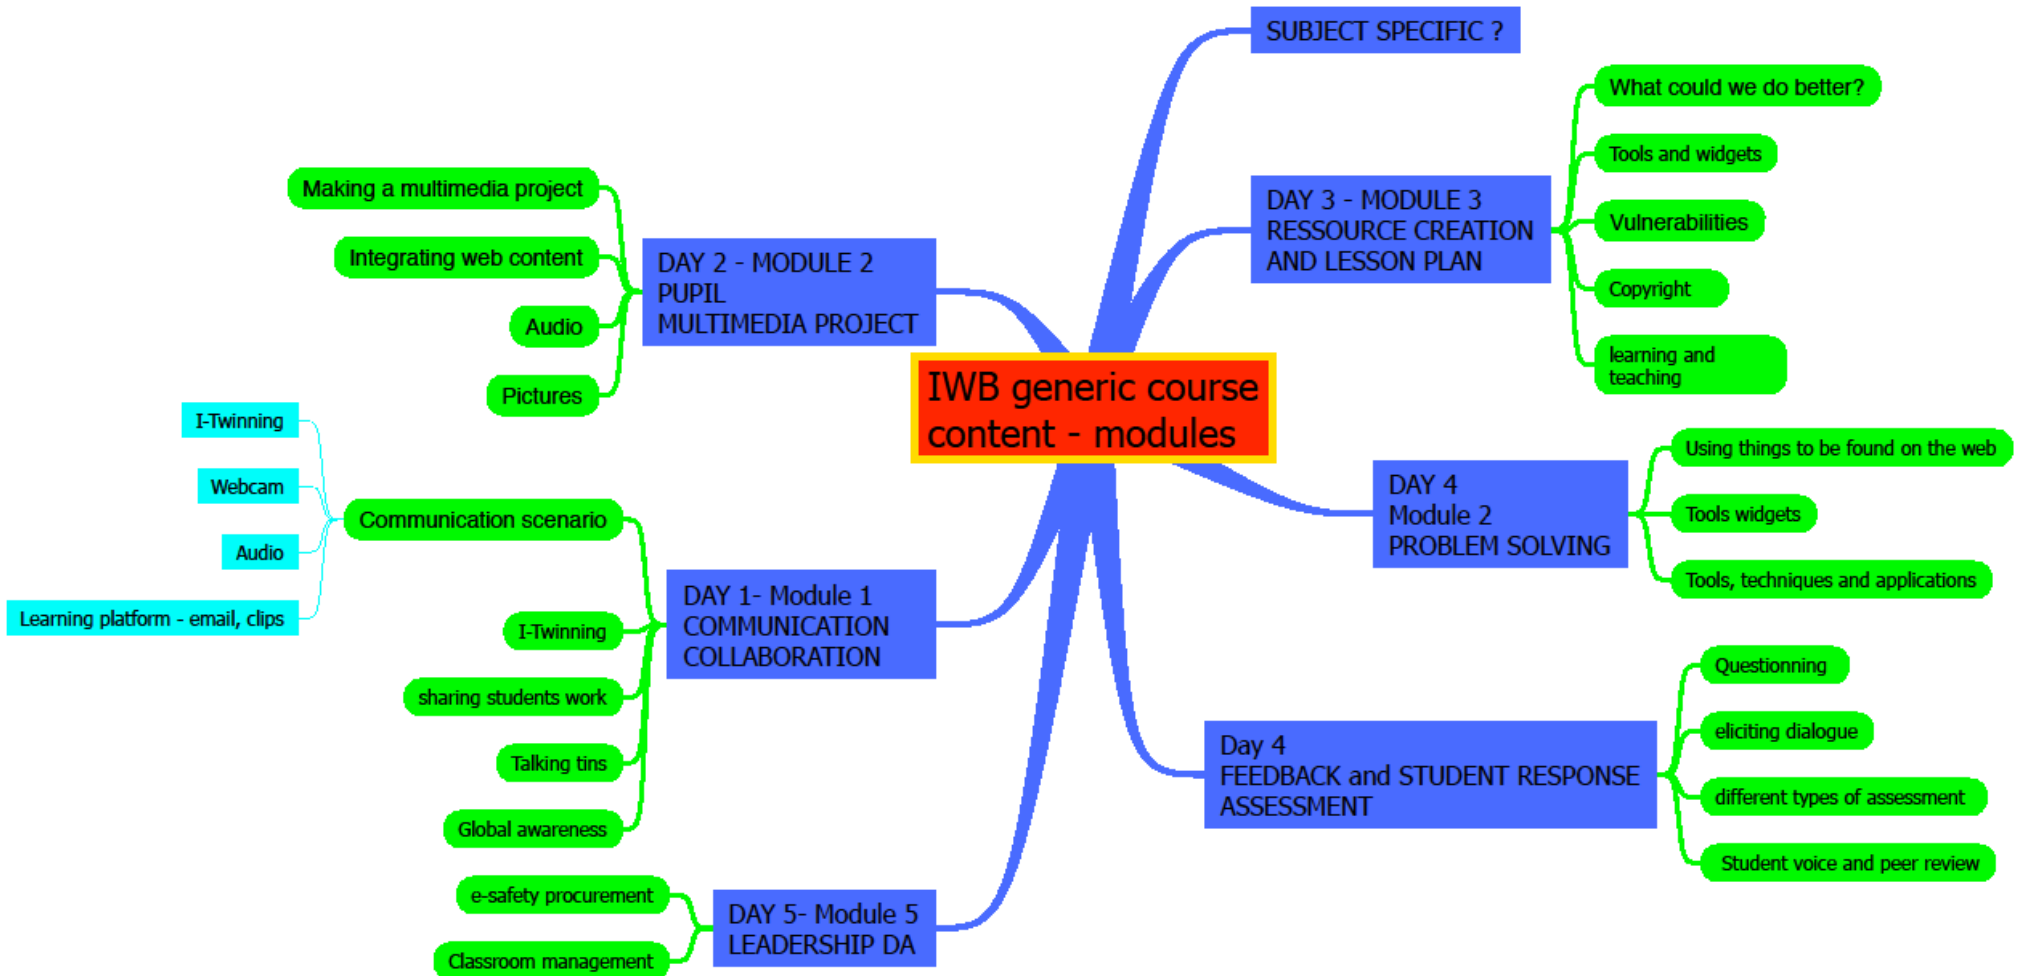 IWB generic course
content - modules
SUBJECT SPECIFIC ?
DAY 3 - MODULE 3
RESSOURCE CREATION
AND LESSON PLAN
What could we do better?
Tools and widgets
Vulnerabilities
Copyright
learning and
teaching
DAY 4
Module 2
PROBLEM SOLVING
Using things to be found on the web
Tools widgets
Tools, techniques and applications
Day 4
FEEDBACK and STUDENT RESPONSE
ASSESSMENT
Questionning
eliciting dialogue
different types of assessment
Student voice and peer review
DAY 2 - MODULE 2
PUPIL
MULTIMEDIA PROJECT
Making a multimedia project
Integrating web content
Audio
Pictures
DAY 1- Module 1
COMMUNICATION
COLLABORATION
Communication scenario
I-Twinning
Webcam
Audio
Learning platform - email, clips
I-Twinning
sharing students work
Talking tins
Global awareness
DAY 5- Module 5
LEADERSHIP DA
e-safety procurement
Classroom management